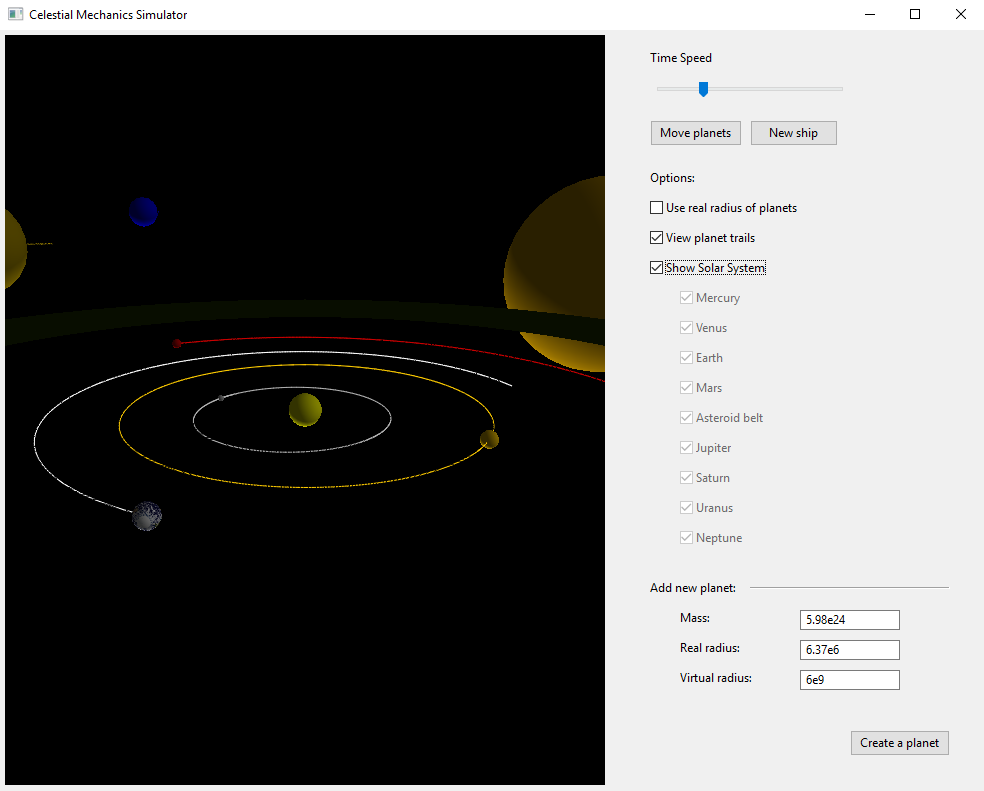 Celestial Mechanics Simulator
Time Speed
Move planets New ship
Options:
Use real radius of planets
View planet trails
Show Solar System
Mercury
Venus
Earth
Mars
Asteroid belt
Jupiter
Saturn
Uranus
Neptune
Add new planet:
Mass: 5.98e24
Real radius: 6.37e6
Virtual radius: 6e9
Create a planet